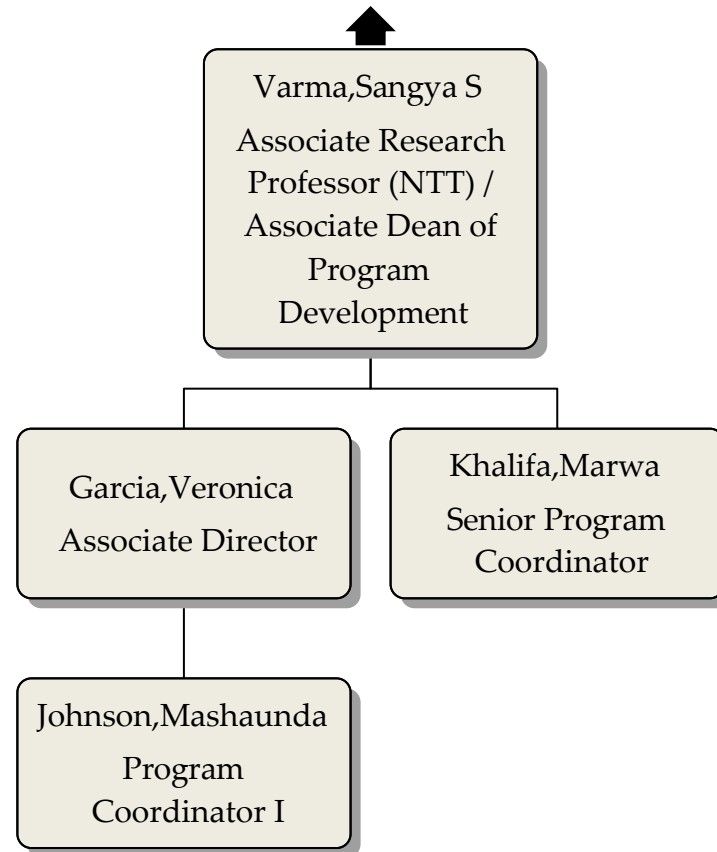 Varma,Sangya S
Associate Research
Professor (NTT) /
Associate Dean of
Program
Development
Garcia,Veronica
Associate Director
Khalifa,Marwa
Senior Program
Coordinator
Johnson,Mashaunda
Program
Coordinator I